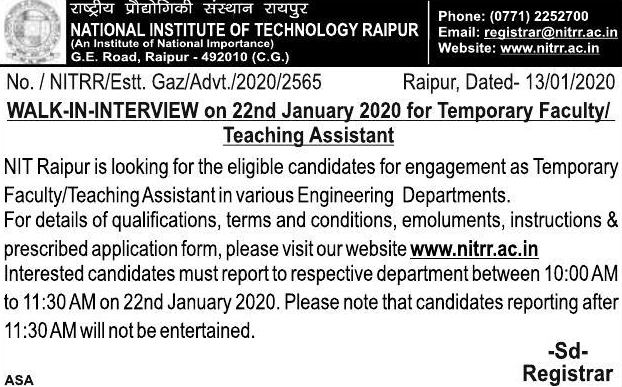 राष्ट्रीय प्रौद्योगिकी संस्थान रायपुर
NATIONAL INSTITUTE OF TECHNOLOGY RAIPUR
(An Institute of National Importance)
G.E. Road, Raipur - 492010 (C.G.)
Phone: (0771) 2252700
Email: registrar@nitrr.ac.in
Website: www.nitrr.ac.in
No. / NITRR/Estt. Gaz/Advt./2020/2565 Raipur, Dated- 13/01/2020
WALK-IN-INTERVIEW on 22nd January 2020 for Temporary Faculty/
Teaching Assistant
NIT Raipur is looking for the eligible candidates for engagement as Temporary
Faculty/Teaching Assistant in various Engineering Departments.
For details of qualifications, terms and conditions, emoluments, instructions &
prescribed application form, please visit our website www.nitrr.ac.in
Interested candidates must report to respective department between 10:00 AM
to 11:30 AM on 22nd January 2020. Please note that candidates reporting after
11:30 AM will not be entertained.
-Sd-
Registrar
ASA